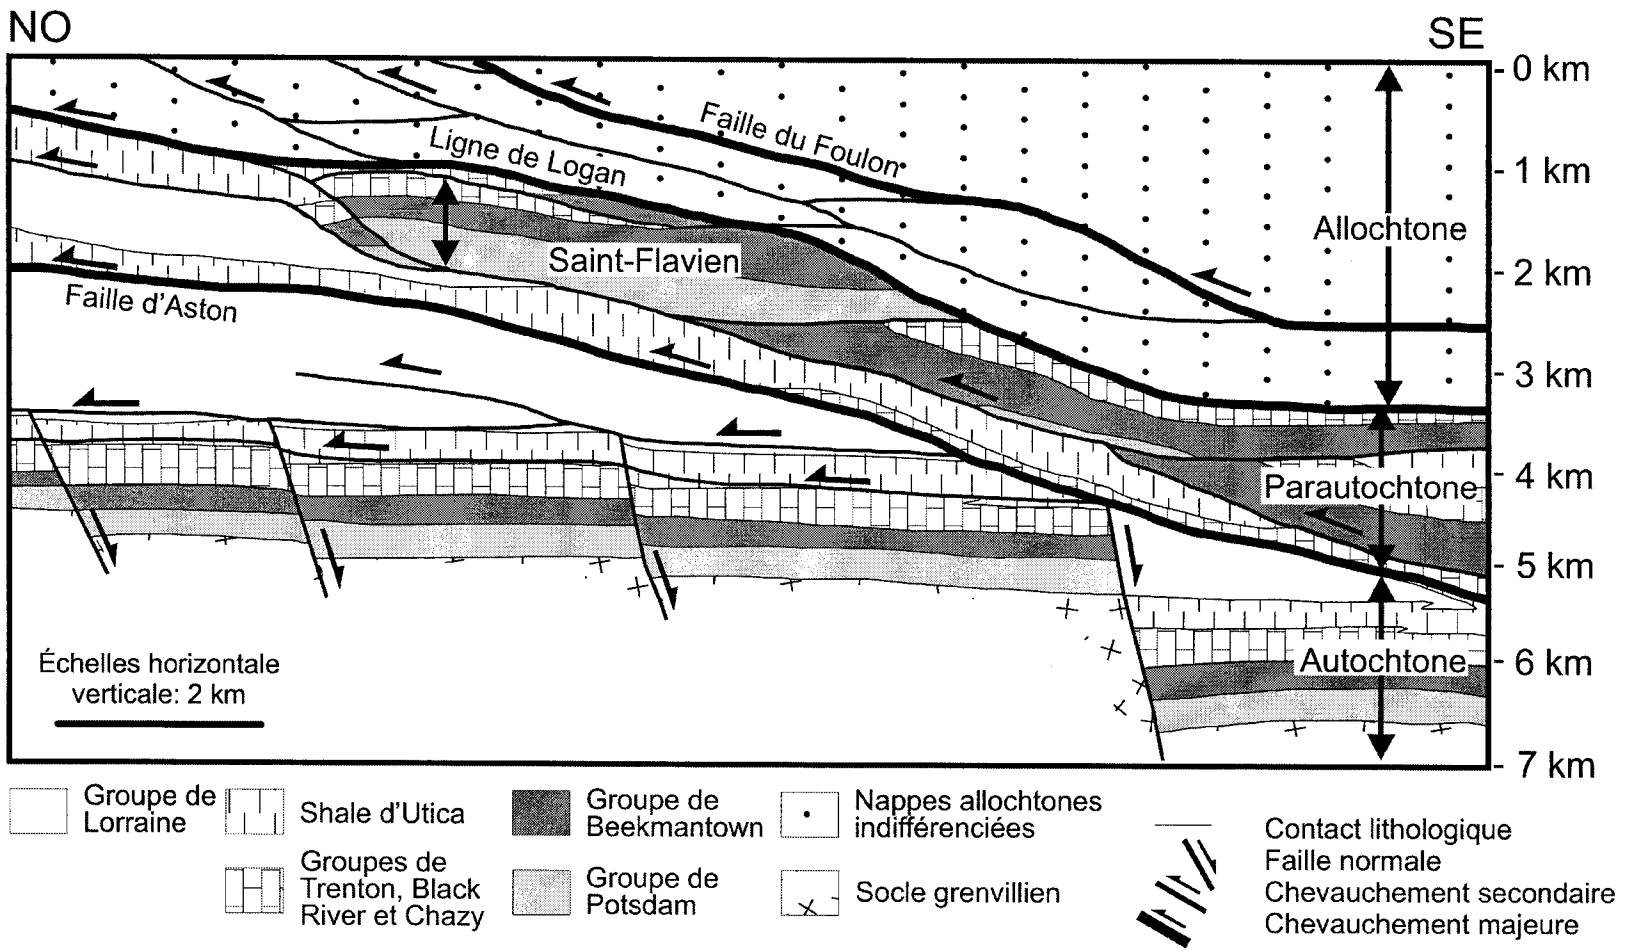 NO
SE
0 km
Faille du Foulon
Ligne de Logan
1 km
Allochtone
Saint-Flavien
2 km
Faille d'Aston
3 km
4 km
Parautochtone
5 km
Échelles horizontale
verticale: 2 km
Autochtone
6 km
7 km
Groupe de
Lorraine
Shale d'Utica
Groupe de
Beekmantown
Nappes allochtones
indifférenciées
Groupes de
Trenton, Black
River et Chazy
Groupe de
Potsdam
Socle grenvillien
Contact lithologique
Faille normale
Chevauchement secondaire
Chevauchement majeure